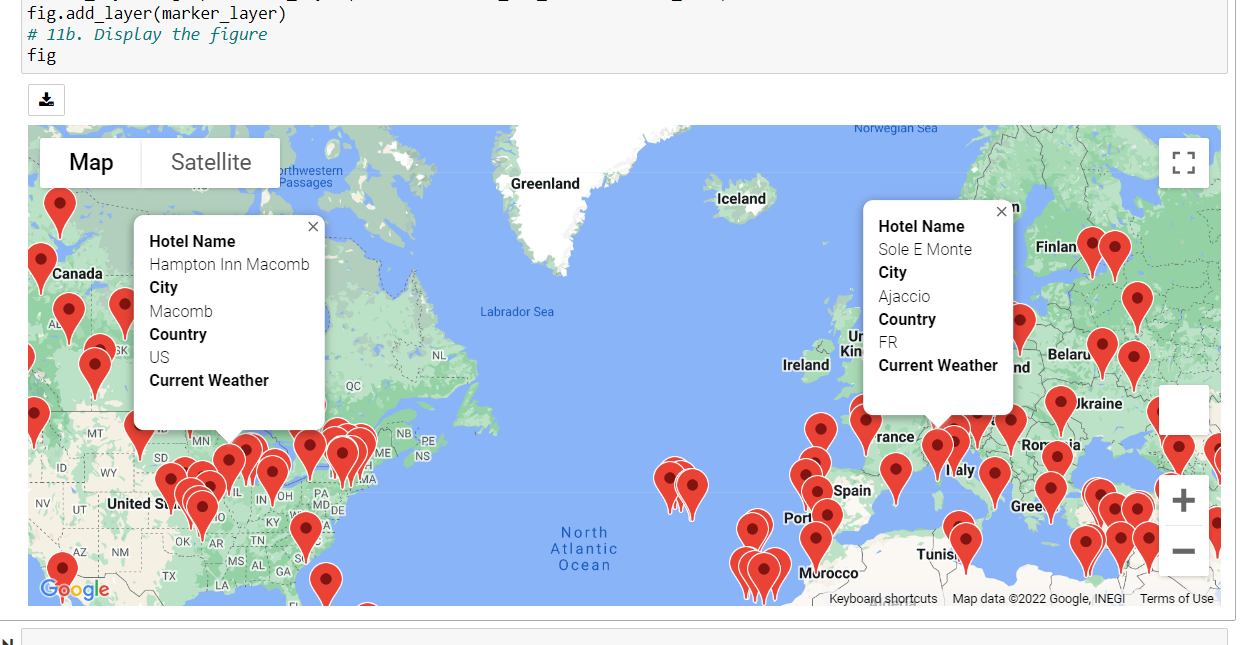 fig.add_layer(marker_layer)
# 11b. Display the figure
fig
Map
Satellite
Passages
Norwegian Sea
Greenland
Iceland
Canada
Labrador Sea
Hotel Name
Hampton Inn Macomb
City
Macomb
Country
US
Current Weather
Hotel Name
Sole E Monte
City
Ajaccio
Country
FR
Current Weather
Finlan
SK
NL
QC
Ireland
Un
Kin
Belaru
nd
Ukraine
MT
MN
NB
PE
ME
NS
rance
Romania
ID
WY
SD
MA
Italy
Spain
NV
UT
United St
IL
IN
OH
PA
MD
DE
KY
Port
Gree
North
Atlantic
Ocean
AZ
NM
OK
AR
MS
AL
GA
SC
TX
LA
FL
Tunis
Morocco
Algeria
Google
Keyboard shortcuts
Map data ©2022 Google, INEGI
Terms of Use